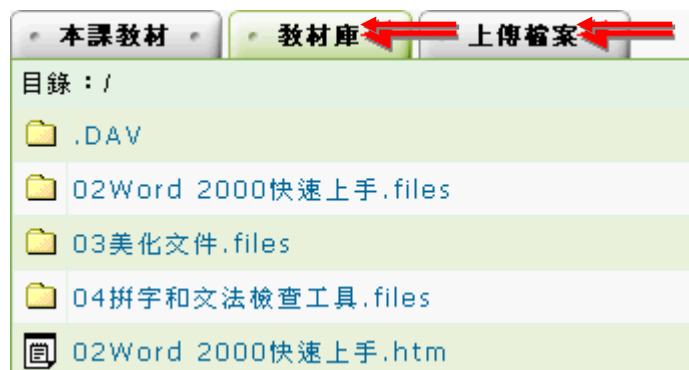 本課教材 教材庫 上傳檔案
目錄：/
.DAV
02Word 2000快速上手.files
03美化文件.files
04拼字和文法檢查工具.files
02Word 2000快速上手.htm